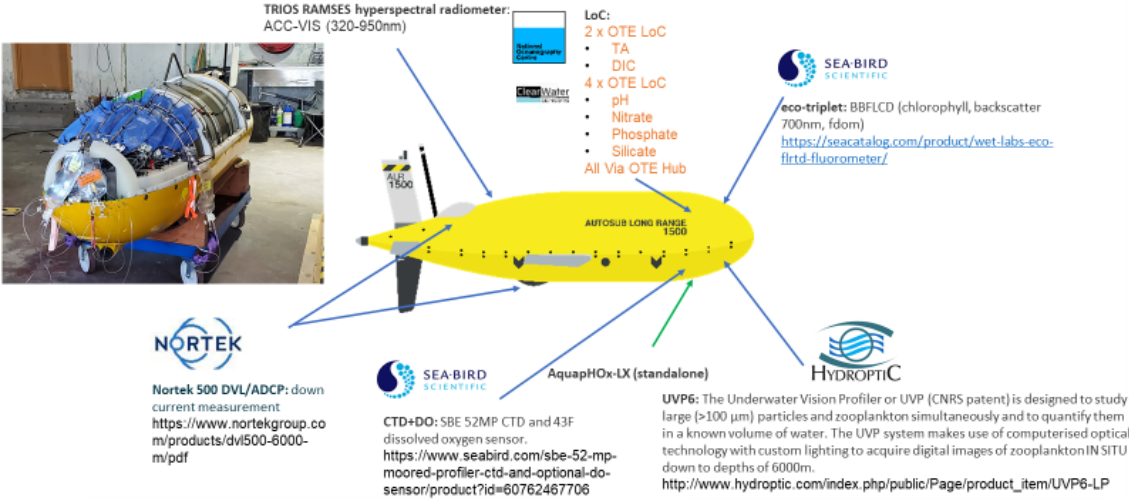 TRIOS RAMSES hyperspectral radiometer:
ACC-VIS (320-950nm)
National
Oceanography
Centre
ClearWater
LoC:
2 x OTE LoC
• TA
• DIC
4 x OTE LoC
• pH
• Nitrate
• Phosphate
• Silicate
All Via OTE Hub
SEA·BIRD
SCIENTIFIC
eco-triplet: BBFLCD (chlorophyll, backscatter
700nm, fdom)
https://seacatalog.com/product/wet-labs-eco-
flrtd-fluorometer/
ALR
1500
AUTOSUB LONG RANGE
1500
NORTEK
Nortek 500 DVL/ADCP: down
current measurement
https://www.nortekgroup.co
m/products/dvl500-6000-
m/pdf
SEA·BIRD
SCIENTIFIC
CTD+DO: SBE 52MP CTD and 43F
dissolved oxygen sensor.
https://www.seabird.com/sbe-52-mp-
moored-profiler-ctd-and-optional-do-
sensor/product?id=60762467706
AquapHOx-LX (standalone)
HYDROPTIC
UVP6: The Underwater Vision Profiler or UVP (CNRS patent) is designed to study
large (>100 µm) particles and zooplankton simultaneously and to quantify them
in a known volume of water. The UVP system makes use of computerised optical
technology with custom lighting to acquire digital images of zooplankton IN SITU
down to depths of 6000m.
http://www.hydroptic.com/index.php/public/Page/product_item/UVP6-LP